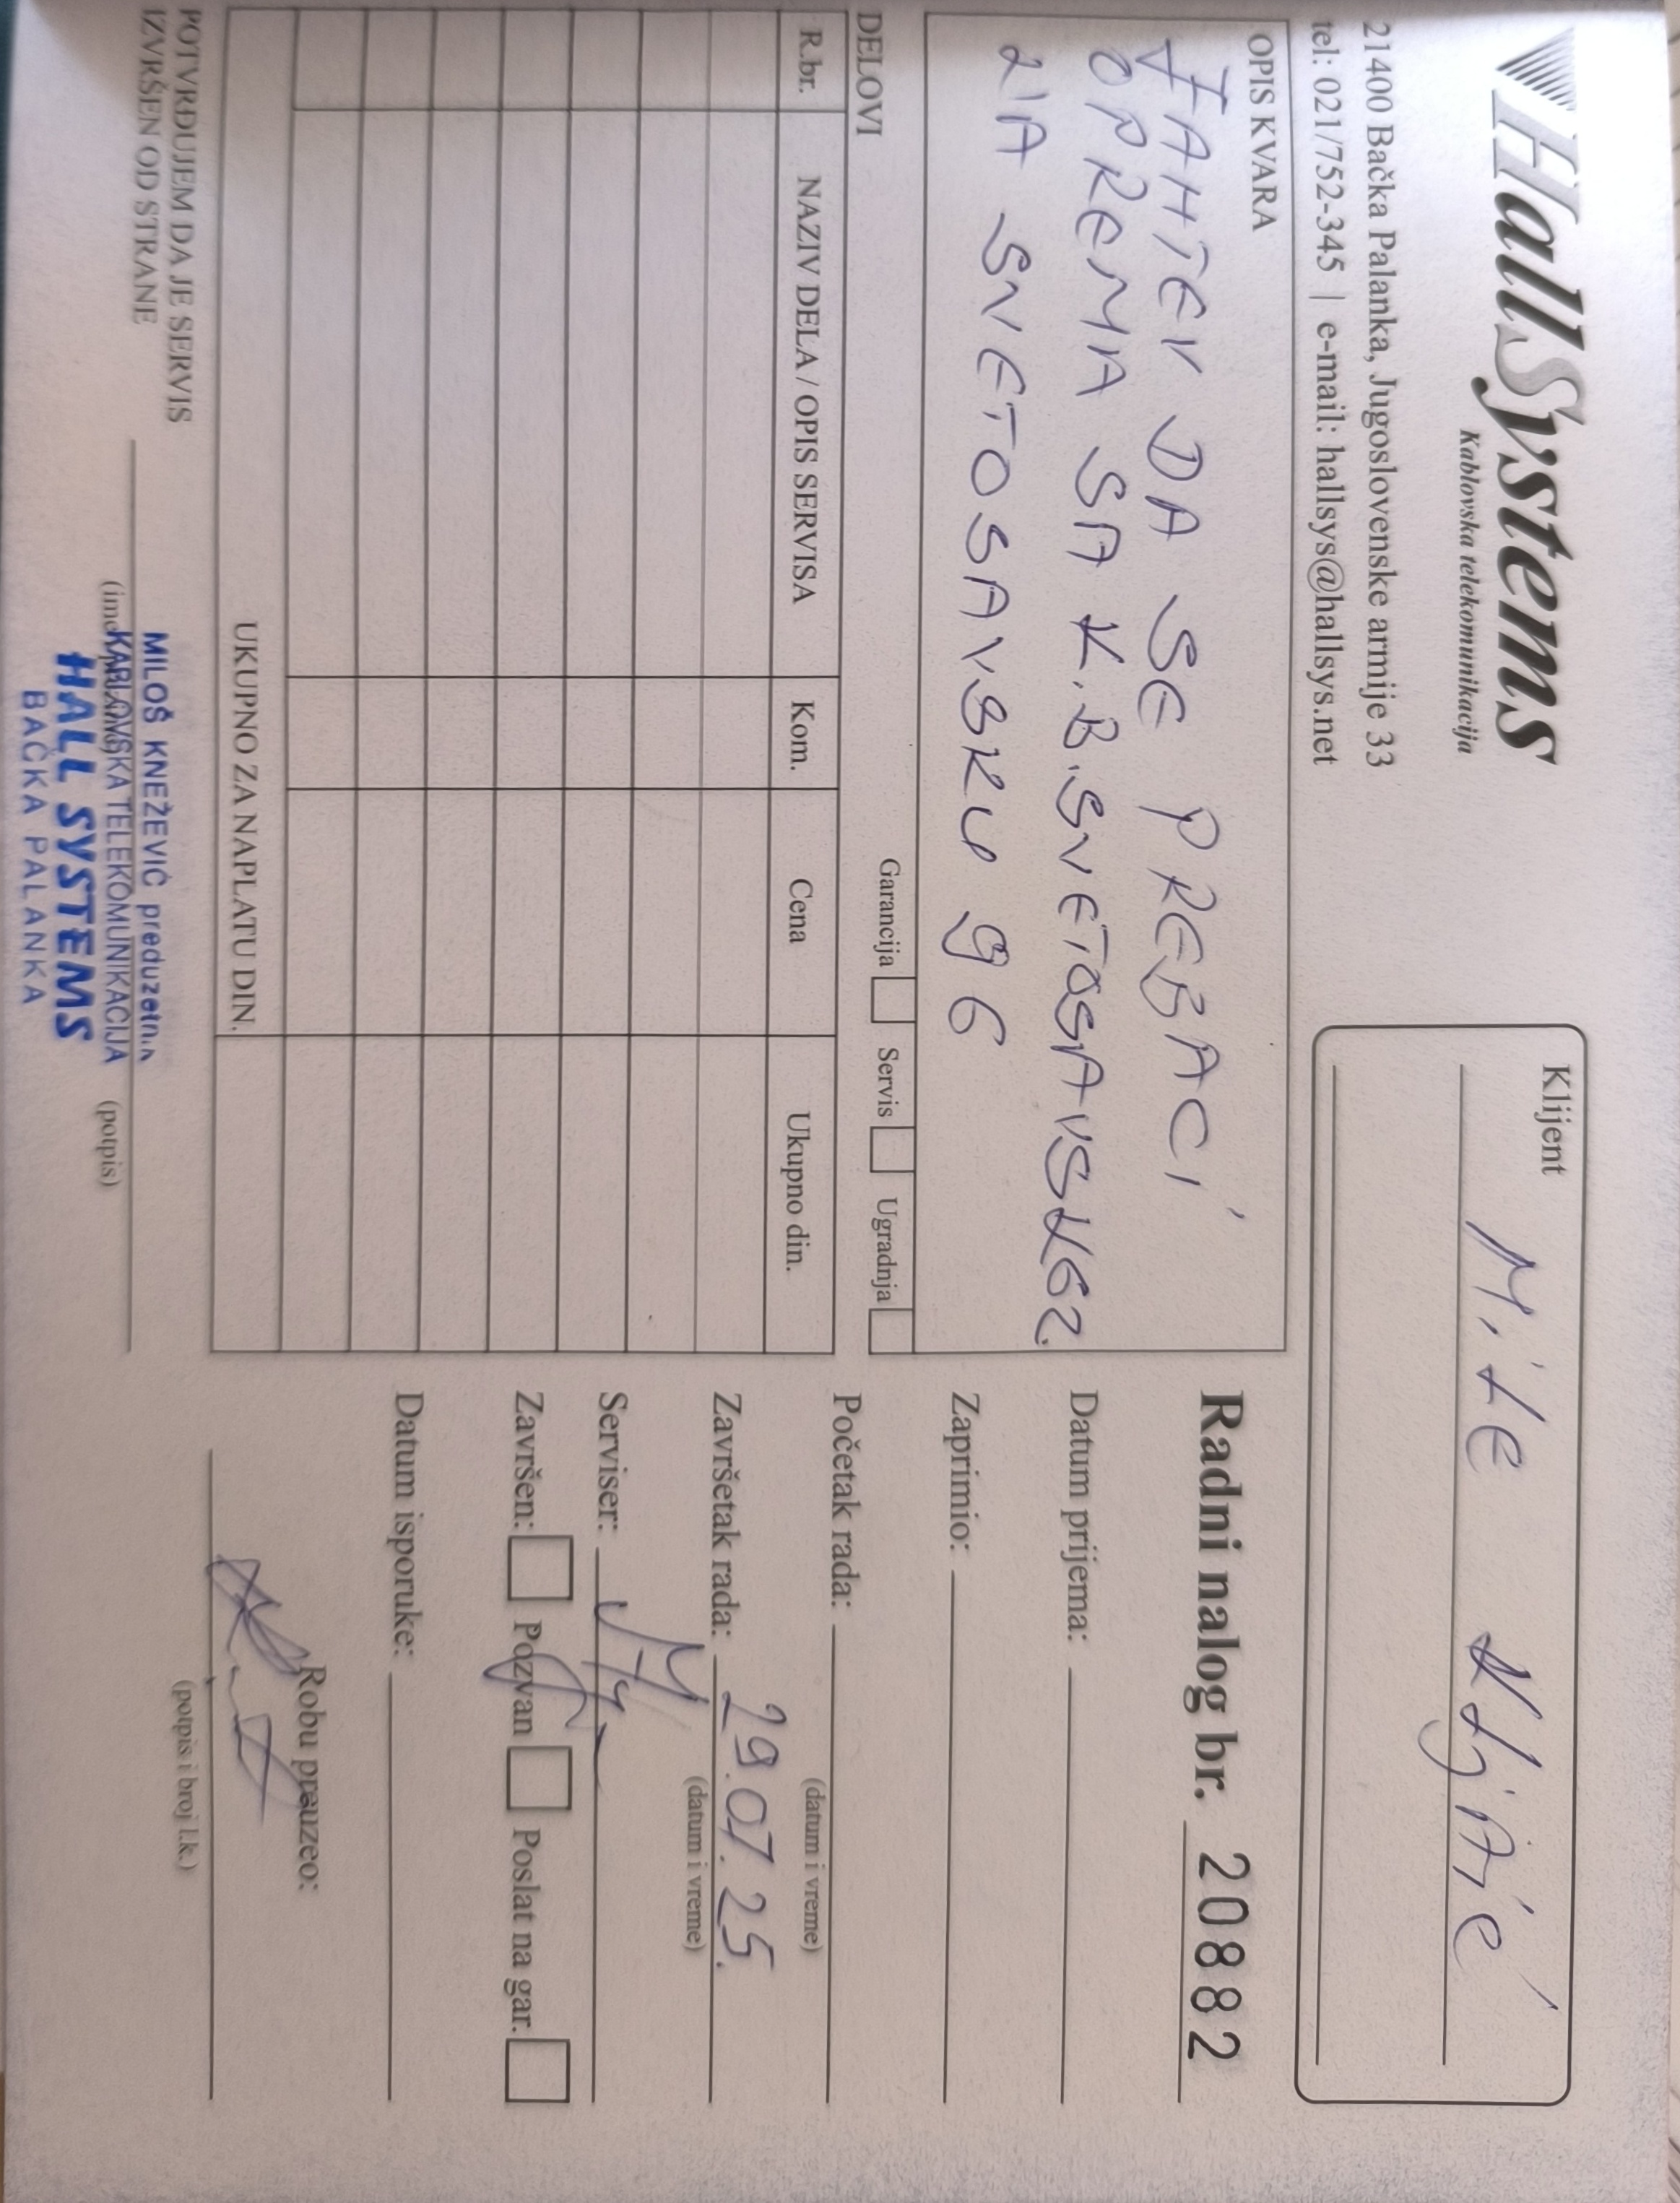 HallSystems
Kablovska telekomunikacija
21400 Bačka Palanka, Jugoslovenske armije 33
tel: 021/752-345 | e-mail: hallsys@hallsys.net
Klijent
MILE
OPIS KVARA
ZAHTEV DA SE PREBACI
OPREMA SA K.B. SVETOSAVSKE
NA SVETOSAVSKU 96
Garancija Servis Ugradnja
DELOVI
R.br. NAZIV DELA / OPIS SERVISA Kom. Cena Ukupno din.
UKUPNO ZA NAPLATU DIN.
Radni nalog br. 20882
Datum prijema:
Zaprimio:
Početak rada:
(datum i vreme)
Završetak rada: 29.07.25.
(datum i vreme)
Serviser:
Završen: Pozvan Poslat na gar.
Datum isporuke:
Robu preuzeo:
(potpis i broj l.k.)
POTVRĐUJEM DA JE SERVIS
IZVRŠEN OD STRANE
(potpis)
MILOŠ KNEŽEVIĆ preduzetnik
KABLOVSKA TELEKOMUNIKACIJA
HALL SYSTEMS
BAČKA PALANKA